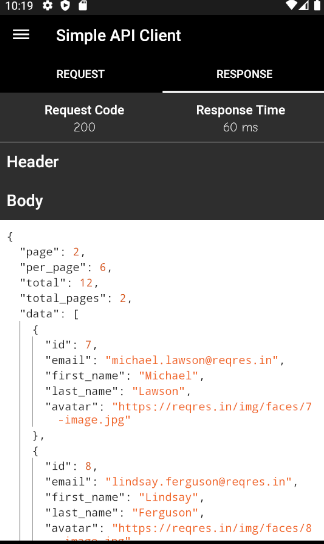 10:19
Simple API Client
REQUEST RESPONSE
Request Code Response Time
200 60 ms
Header
Body
{
"page": 2,
"per_page": 6,
"total": 12,
"total_pages": 2,
"data": [
{
"id": 7,
"email": "michael.lawson@reqres.in",
"first_name": "Michael",
"last_name": "Lawson",
"avatar": "https://reqres.in/img/faces/7
-image.jpg"
},
{
"id": 8,
"email": "lindsay.ferguson@reqres.in",
"first_name": "Lindsay",
"last_name": "Ferguson",
"avatar": "https://reqres.in/img/faces/8
-image.jpg"